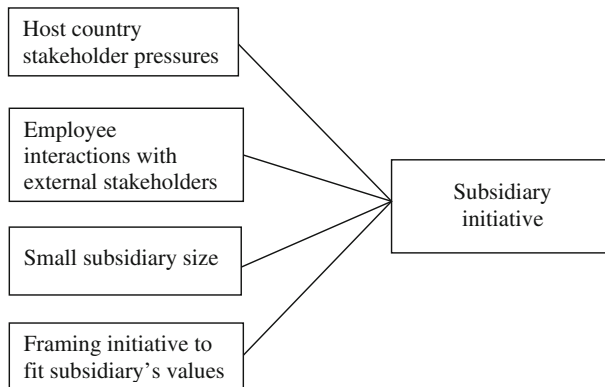 Host country
stakeholder pressures
Employee
interactions with
external stakeholders
Subsidiary
initiative
Small subsidiary size
Framing initiative to
fit subsidiary's values